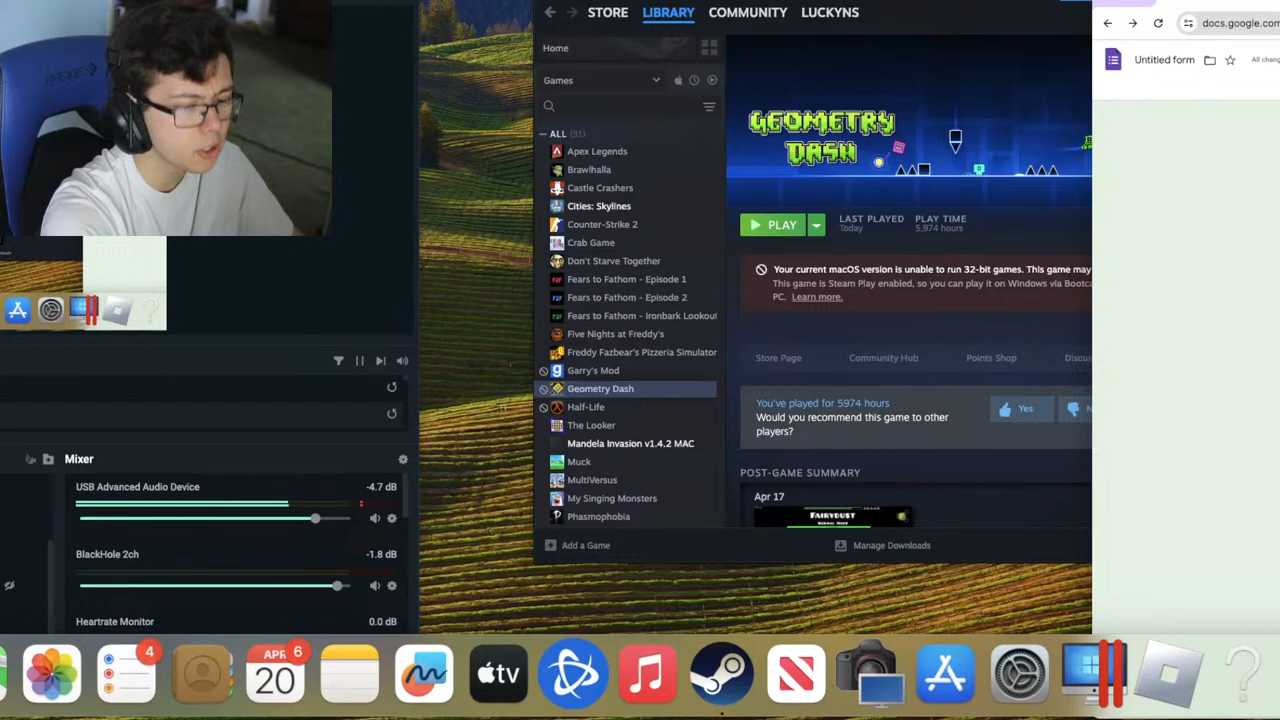 STORE
LIBRARY
COMMUNITY
LUCKYNS
docs.google.com
Home
Untitled form
All chang
Games
ALL (31)
Apex Legends
Brawlhalla
Castle Crashers
Cities: Skylines
Counter-Strike 2
Crab Game
Don't Starve Together
Fears to Fathom - Episode 1
Fears to Fathom - Episode 2
Fears to Fathom - Ironbark Lookout
Five Nights at Freddy's
Freddy Fazbear's Pizzeria Simulator
Garry's Mod
Geometry Dash
Half-Life
The Looker
Mandela Invasion v1.4.2 MAC
Muck
MultiVersus
My Singing Monsters
Phasmophobia
Add a Game
GEOMETRY
DASH
PLAY
LAST PLAYED
Today
PLAY TIME
5,974 hours
Your current macOS version is unable to run 32-bit games. This game may
This game is Steam Play enabled, so you can play it on Windows via Bootca
PC. Learn more.
Store Page
Community Hub
Points Shop
Discus
You've played for 5974 hours
Would you recommend this game to other
players?
Yes
N
POST-GAME SUMMARY
Apr 17
FAIRYDUST
Manage Downloads
Mixer
USB Advanced Audio Device
-4.7 dB
BlackHole 2ch
-1.8 dB
Heartrate Monitor
0.0 dB
4
APR
6
20
tv